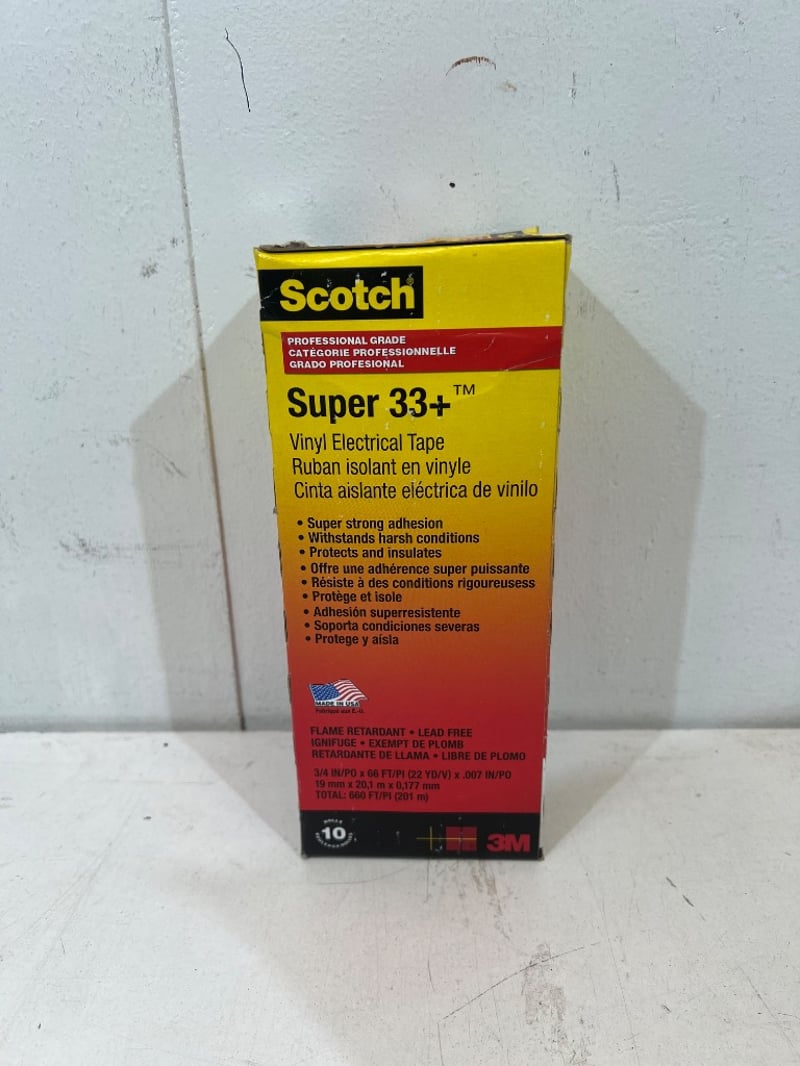 Scotch®
PROFESSIONAL GRADE
CATÉGORIE PROFESSIONNELLE
GRADO PROFESIONAL
Super 33+™
Vinyl Electrical Tape
Ruban isolant en vinyle
Cinta aislante eléctrica de vinilo
• Super strong adhesion
• Withstands harsh conditions
• Protects and insulates
• Offre une adhérence super puissante
• Résiste à des conditions rigoureusess
• Protège et isole
• Adhesión superresistente
• Soporta condiciones severas
• Protege y aísla
MADE IN USA
Fabriqué aux É.-U.
FLAME RETARDANT • LEAD FREE
IGNIFUGE • EXEMPT DE PLOMB
RETARDANTE DE LLAMA • LIBRE DE PLOMO
3/4 IN/PO x 66 FT/PI (22 YD/V) x .007 IN/PO
19 mm x 20,1 m x 0,177 mm
TOTAL: 660 FT/PI (201 m)
ROLLS
10
3M